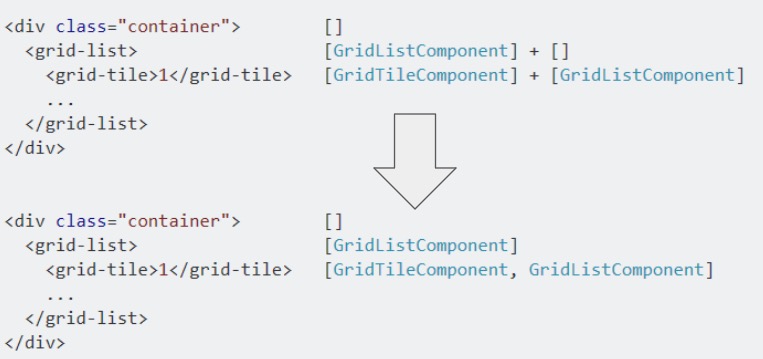 <div class="container">        []
  <grid-list>                  [GridListComponent] + []
    <grid-tile>1</grid-tile>   [GridTileComponent] + [GridListComponent]
    ...
  </grid-list>
</div>
<div class="container">        []
  <grid-list>                  [GridListComponent]
    <grid-tile>1</grid-tile>   [GridTileComponent, GridListComponent]
    ...
  </grid-list>
</div>